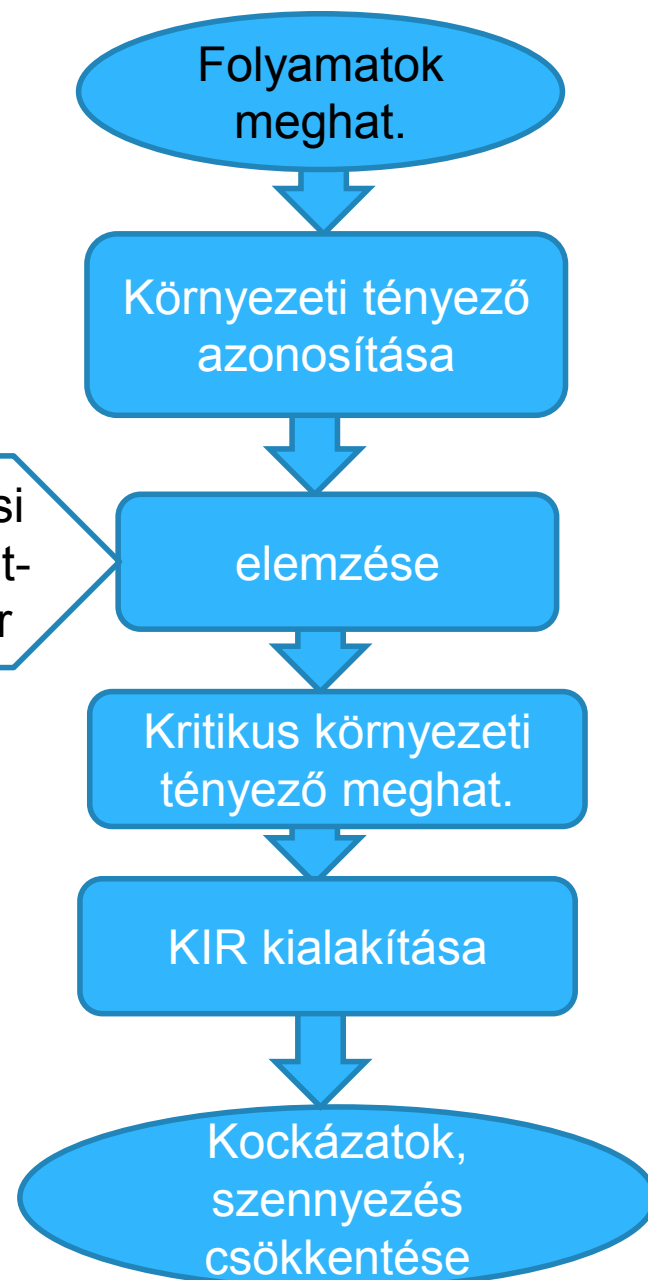 Folyamatok
meghat.
Környezeti tényező
azonosítása
elemzése
Kritikus környezeti
tényező meghat.
KIR kialakítása
Kockázatok,
szennyezés
csökkentése